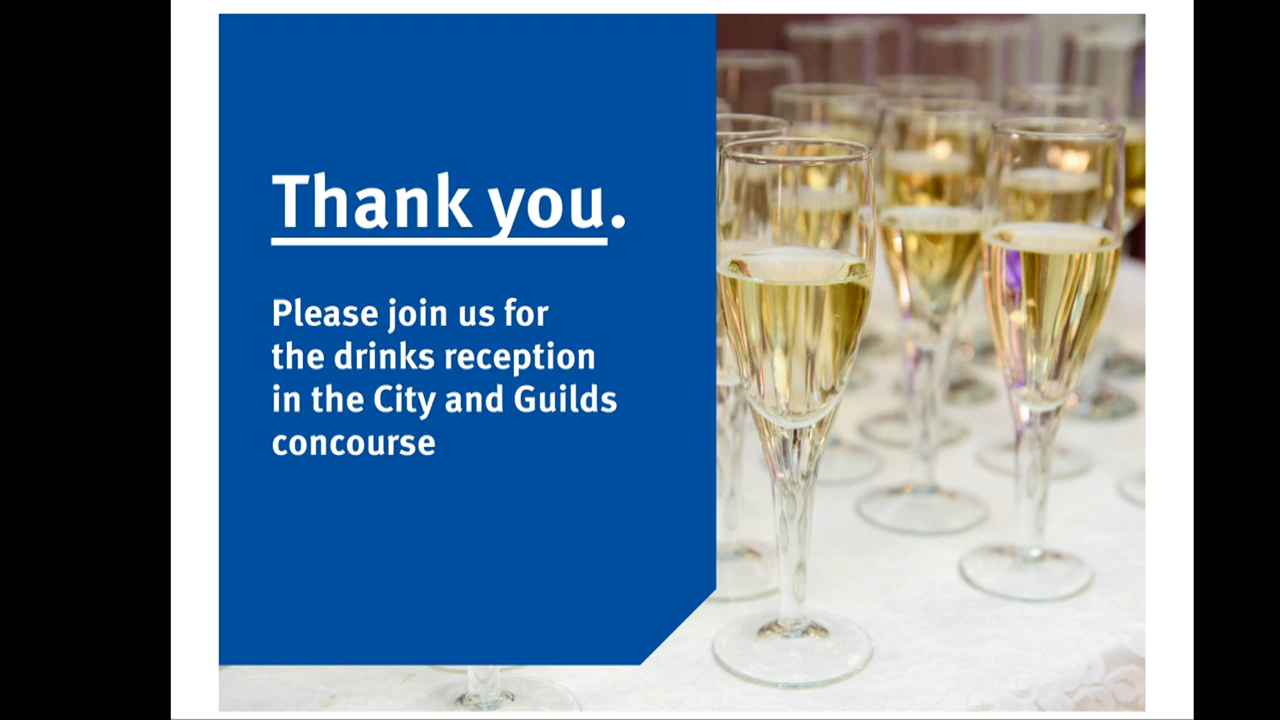 Thank you.
Please join us for
the drinks reception
in the City and Guilds
concourse